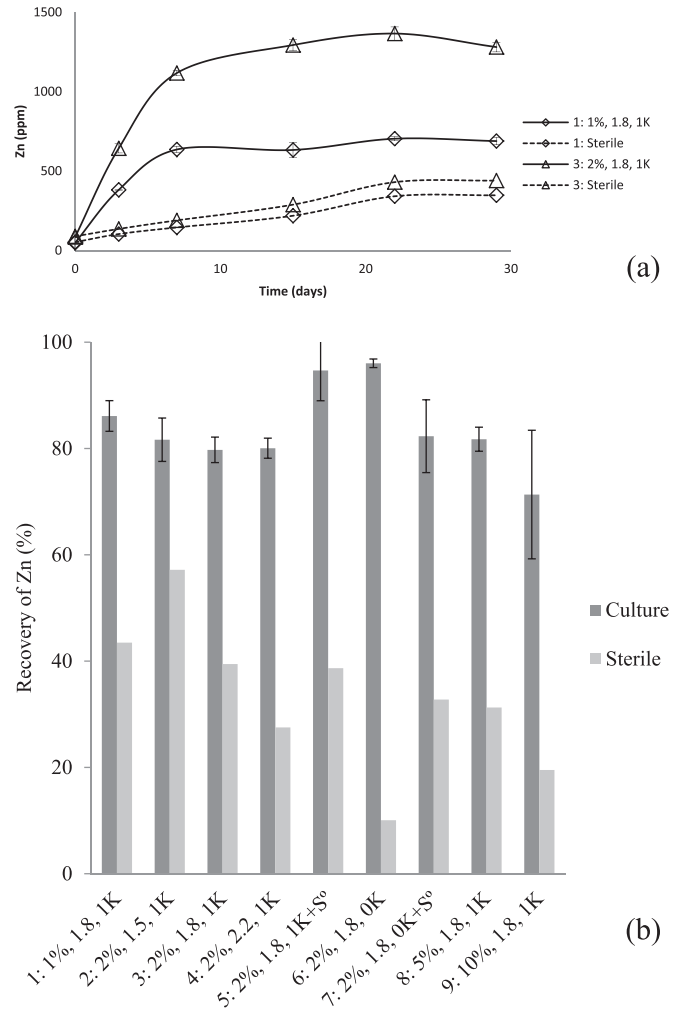 1500
1000
500
0
Zn (ppm)
0 10 20 30
Time (days)
1: 1%, 1.8, 1K
1: Sterile
3: 2%, 1.8, 1K
3: Sterile
(a)
100
80
60
40
20
0
Recovery of Zn (%)
Culture
Sterile
1: 1%, 1.8, 1K
2: 2%, 1.5, 1K
3: 2%, 1.8, 1K
4: 2%, 2.2, 1K
5: 2%, 1.8, 1K+Sº
6: 2%, 1.8, 0K
7: 2%, 1.8, 0K+Sº
8: 5%, 1.8, 1K
9: 10%, 1.8, 1K
(b)